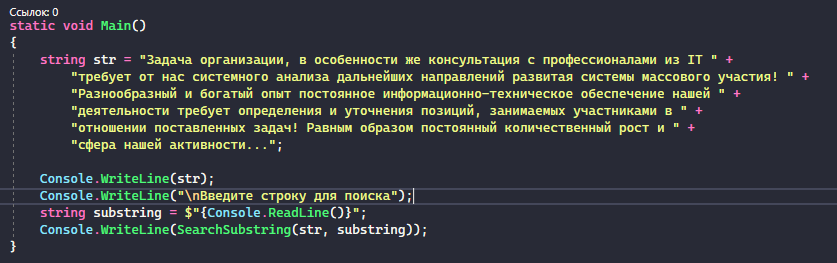 Ссылок: 0
static void Main()
{
    string str = "Задача организации, в особенности же консультация с профессионалами из IT " +
        "требует от нас системного анализа дальнейших направлений развитая системы массового участия! " +
        "Разнообразный и богатый опыт постоянное информационно-техническое обеспечение нашей " +
        "деятельности требует определения и уточнения позиций, занимаемых участниками в " +
        "отношении поставленных задач! Равным образом постоянный количественный рост и " +
        "сфера нашей активности...";
    Console.WriteLine(str);
    Console.WriteLine("\nВведите строку для поиска");
    string substring = $"{Console.ReadLine()}";
    Console.WriteLine(SearchSubstring(str, substring));
}